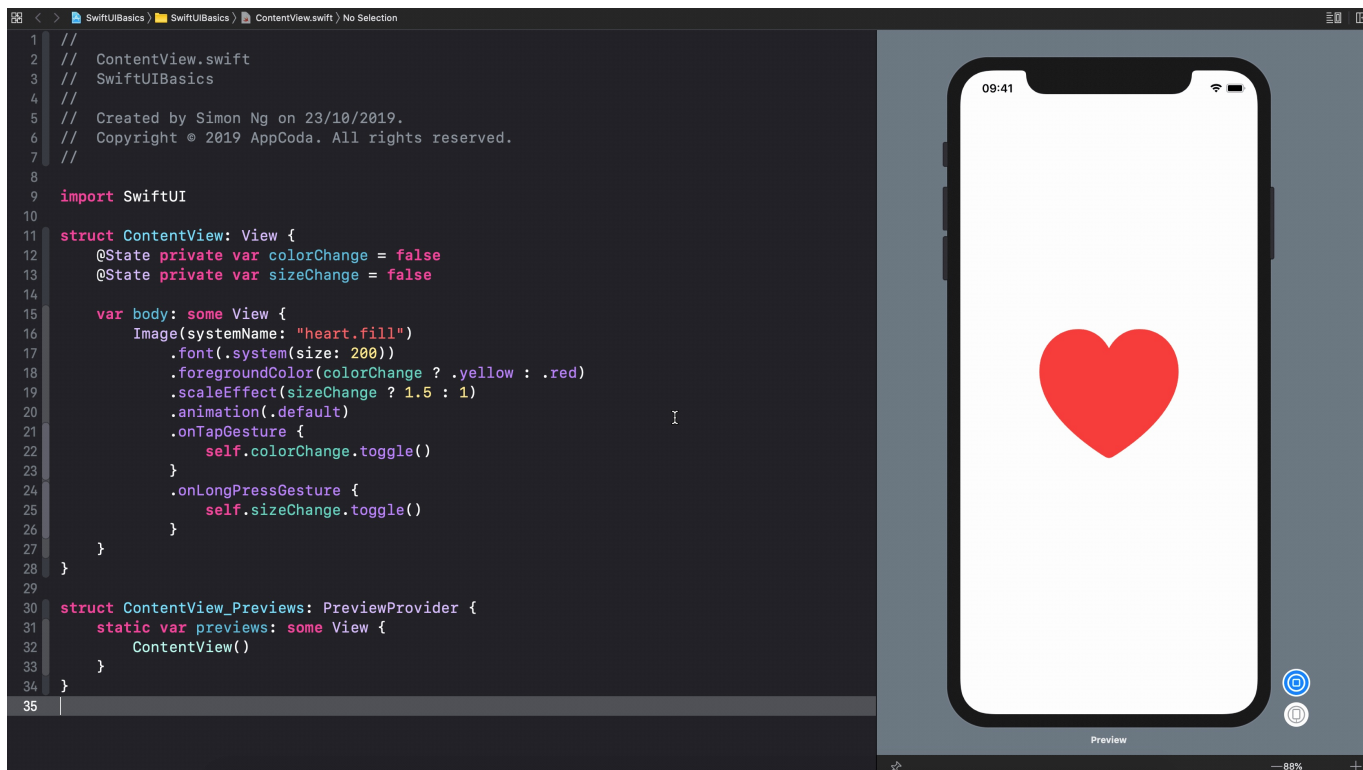 SwiftUIBasics SwiftUIBasics ContentView.swift No Selection
1 //
2 //  ContentView.swift
3 //  SwiftUIBasics
4 //
5 //  Created by Simon Ng on 23/10/2019.
6 //  Copyright © 2019 AppCoda. All rights reserved.
7 //
8
9 import SwiftUI
10
11 struct ContentView: View {
12     @State private var colorChange = false
13     @State private var sizeChange = false
14
15     var body: some View {
16         Image(systemName: "heart.fill")
17             .font(.system(size: 200))
18             .foregroundColor(colorChange ? .yellow : .red)
19             .scaleEffect(sizeChange ? 1.5 : 1)
20             .animation(.default)
21             .onTapGesture {
22                 self.colorChange.toggle()
23             }
24             .onLongPressGesture {
25                 self.sizeChange.toggle()
26             }
27     }
28 }
29
30 struct ContentView_Previews: PreviewProvider {
31     static var previews: some View {
32         ContentView()
33     }
34 }
35
09:41
Preview
88%